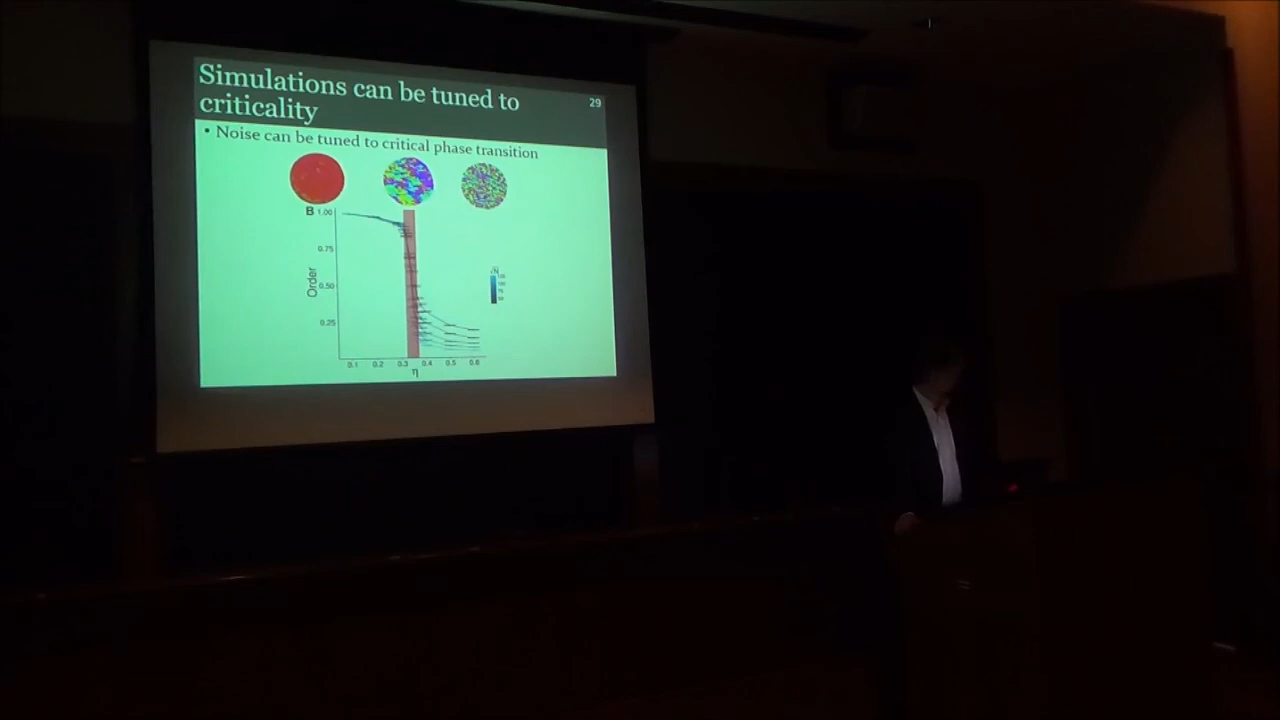 Simulations can be tuned to
criticality
29
• Noise can be tuned to critical phase transition
B
1.00
0.75
0.50
0.25
Order
0.1 0.2 0.3 0.4 0.5 0.6
η